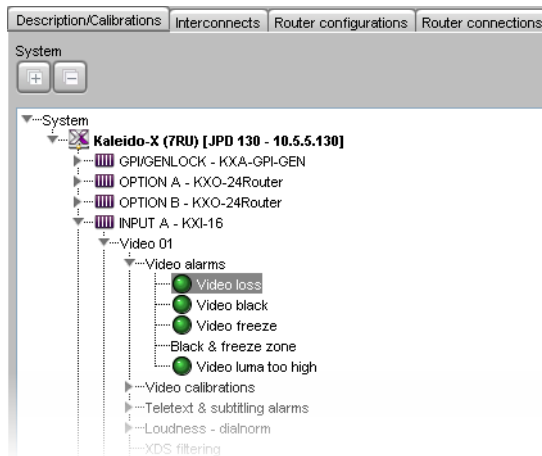 Description/Calibrations Interconnects Router configurations Router connections
System
System
Kaleido-X (7RU) [JPD 130 - 10.5.5.130]
GPI/GENLOCK - KXA-GPI-GEN
OPTION A - KXO-24Router
OPTION B - KXO-24Router
INPUT A - KXI-16
Video 01
Video alarms
Video loss
Video black
Video freeze
Black & freeze zone
Video luma too high
Video calibrations
Teletext & subtitling alarms
Loudness - dialnorm
XDS filtering